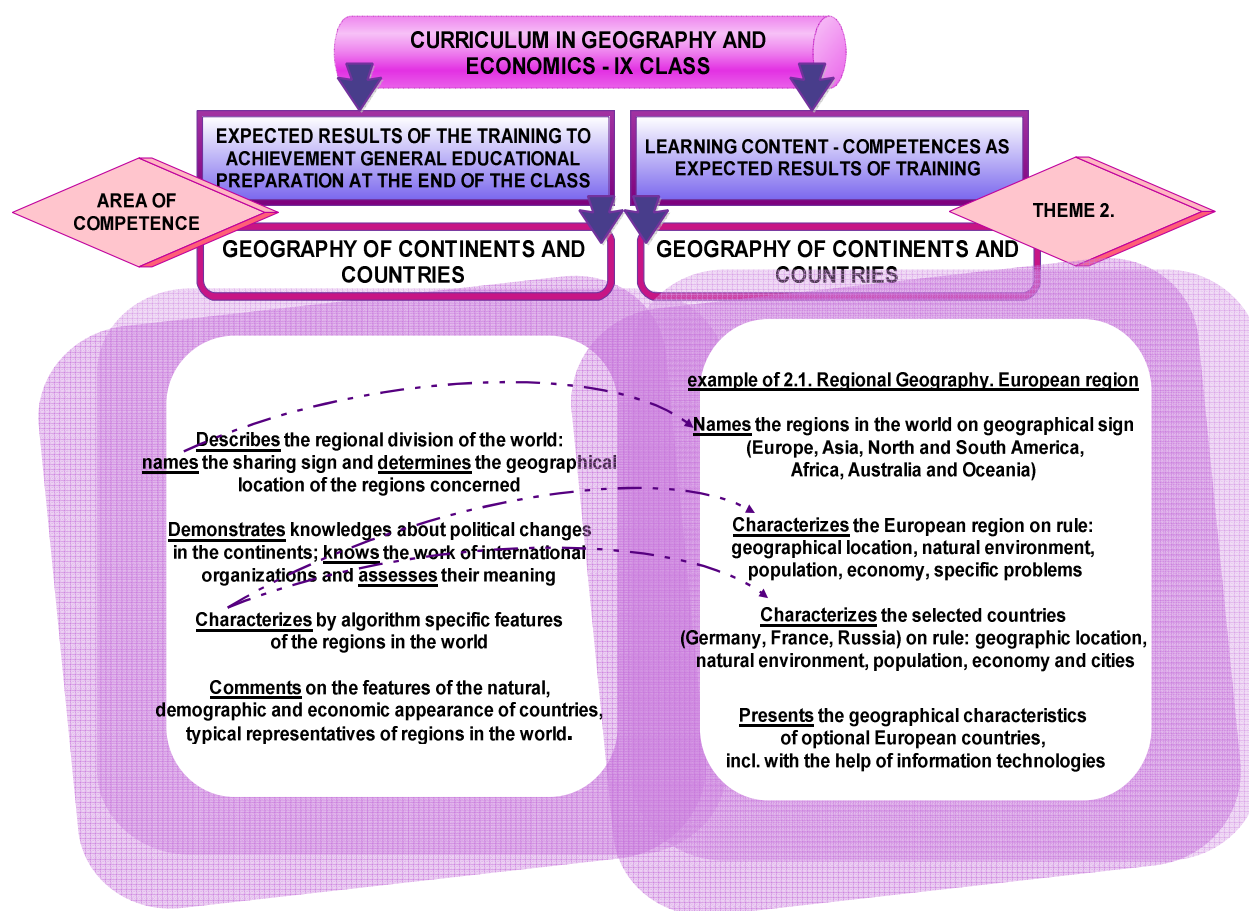 CURRICULUM IN GEOGRAPHY AND
ECONOMICS - IX CLASS
EXPECTED RESULTS OF THE TRAINING TO
ACHIEVEMENT GENERAL EDUCATIONAL
PREPARATION AT THE END OF THE CLASS
LEARNING CONTENT - COMPETENCES AS
EXPECTED RESULTS OF TRAINING
AREA OF
COMPETENCE
THEME 2.
GEOGRAPHY OF CONTINENTS AND
COUNTRIES
GEOGRAPHY OF CONTINENTS AND
COUNTRIES
Describes the regional division of the world:
names the sharing sign and determines the geographical
location of the regions concerned
Demonstrates knowledges about political changes
in the continents; knows the work of international
organizations and assesses their meaning
Characterizes by algorithm specific features
of the regions in the world
Comments on the features of the natural,
demographic and economic appearance of countries,
typical representatives of regions in the world.
example of 2.1. Regional Geography. European region
Names the regions in the world on geographical sign
(Europe, Asia, North and South America,
Africa, Australia and Oceania)
Characterizes the European region on rule:
geographical location, natural environment,
population, economy, specific problems
Characterizes the selected countries
(Germany, France, Russia) on rule: geographic location,
natural environment, population, economy and cities
Presents the geographical characteristics
of optional European countries,
incl. with the help of information technologies